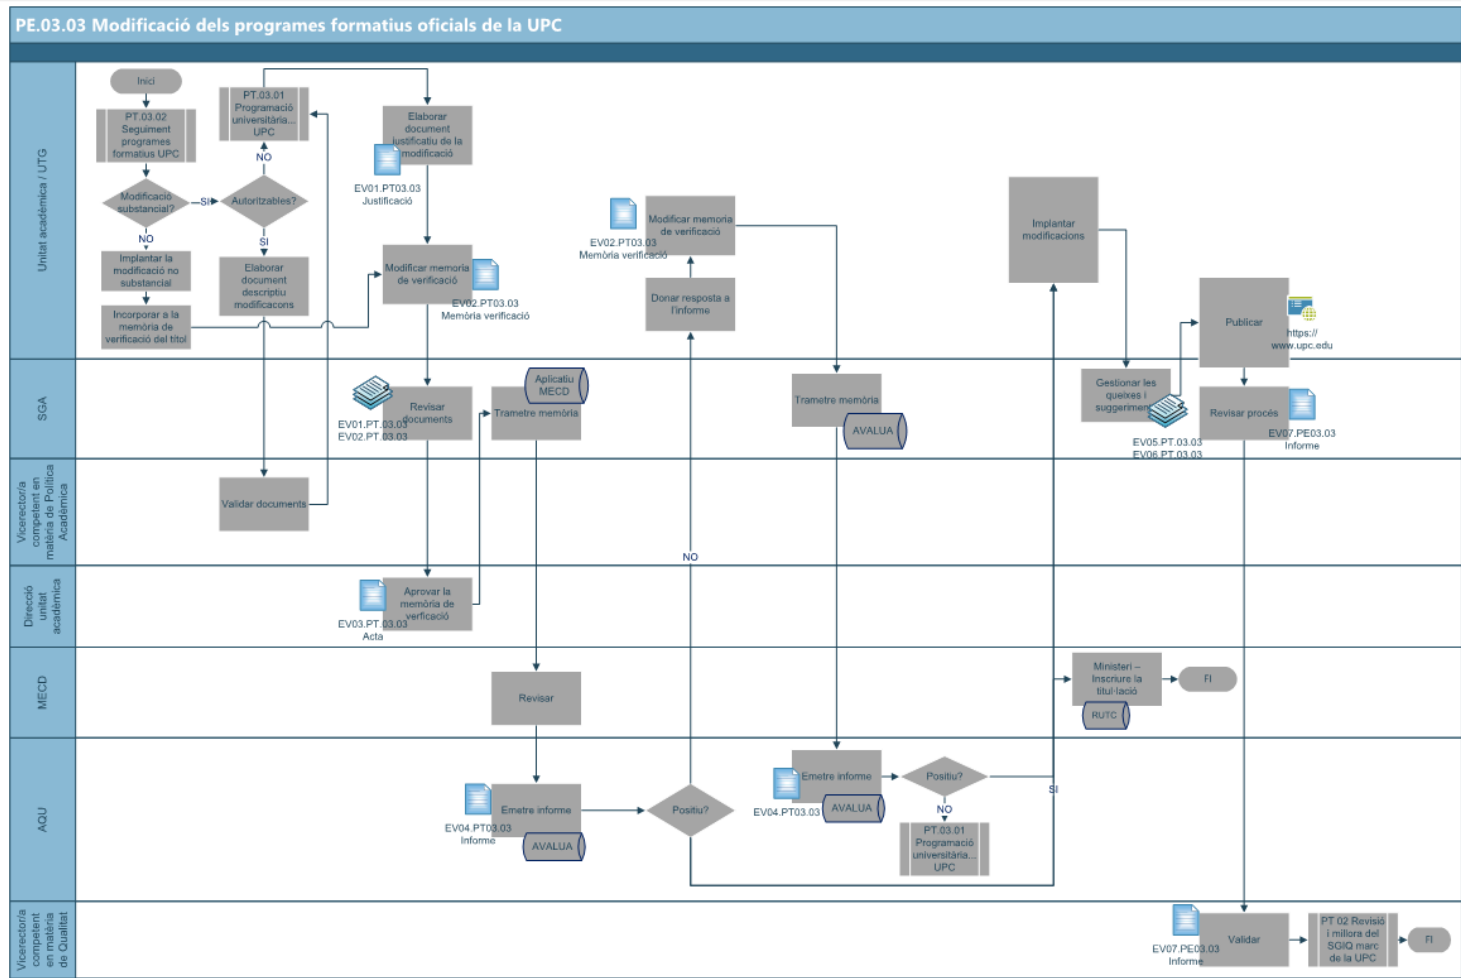 PE.03.03 Modificació dels programes formatius oficials de la UPC
Unitat acadèmica / UTG
Inici
PT.03.02
Seguiment
programes
formatius UPC
Modificació
substancial?
SI
NO
Implantar la
modificació no
substancial
Incorporar a la
memòria de
verificació del títol
PT.03.01
Programació
universitària...
UPC
NO
Autoritzables?
SI
Elaborar
document
descriptiu
modificacons
Elaborar
document
justificatiu de la
modificació
EV01.PT03.03
Justificació
Modificar memoria
de verificació
EV02.PT03.03
Memòria verificació
Modificar memoria
de verificació
EV02.PT03.03
Memòria verificació
Donar resposta a
l'informe
Implantar
modificacions
Publicar
https://
www.upc.edu
SGA
Revisar
documents
EV01.PT.03.03
EV02.PT.03.03
Aplicatiu
MECD
Trametre memòria
Trametre memòria
AVALUA
Gestionar les
queixes i
suggeriment
EV05.PT.03.03
EV06.PT.03.03
Revisar procés
EV07.PE03.03
Informe
Vicerector/a
competent en
matèria de Política
Acadèmica
Validar documents
NO
Direcció
unitat
acadèmica
Aprovar la
memòria de
verficació
EV03.PT.03.03
Acta
MECD
Revisar
Ministeri –
Inscriure la
titul·lació
RUTC
FI
AQU
Emetre informe
EV04.PT03.03
Informe
AVALUA
Positiu?
Emetre informe
EV04.PT03.03
AVALUA
Positiu?
SI
NO
PT.03.01
Programació
universitària...
UPC
Vicerector/a
competent
en matèria
de Qualitat
Validar
EV07.PE03.03
Informe
PT 02 Revisió
i millora del
SGIQ marc
de la UPC
FI